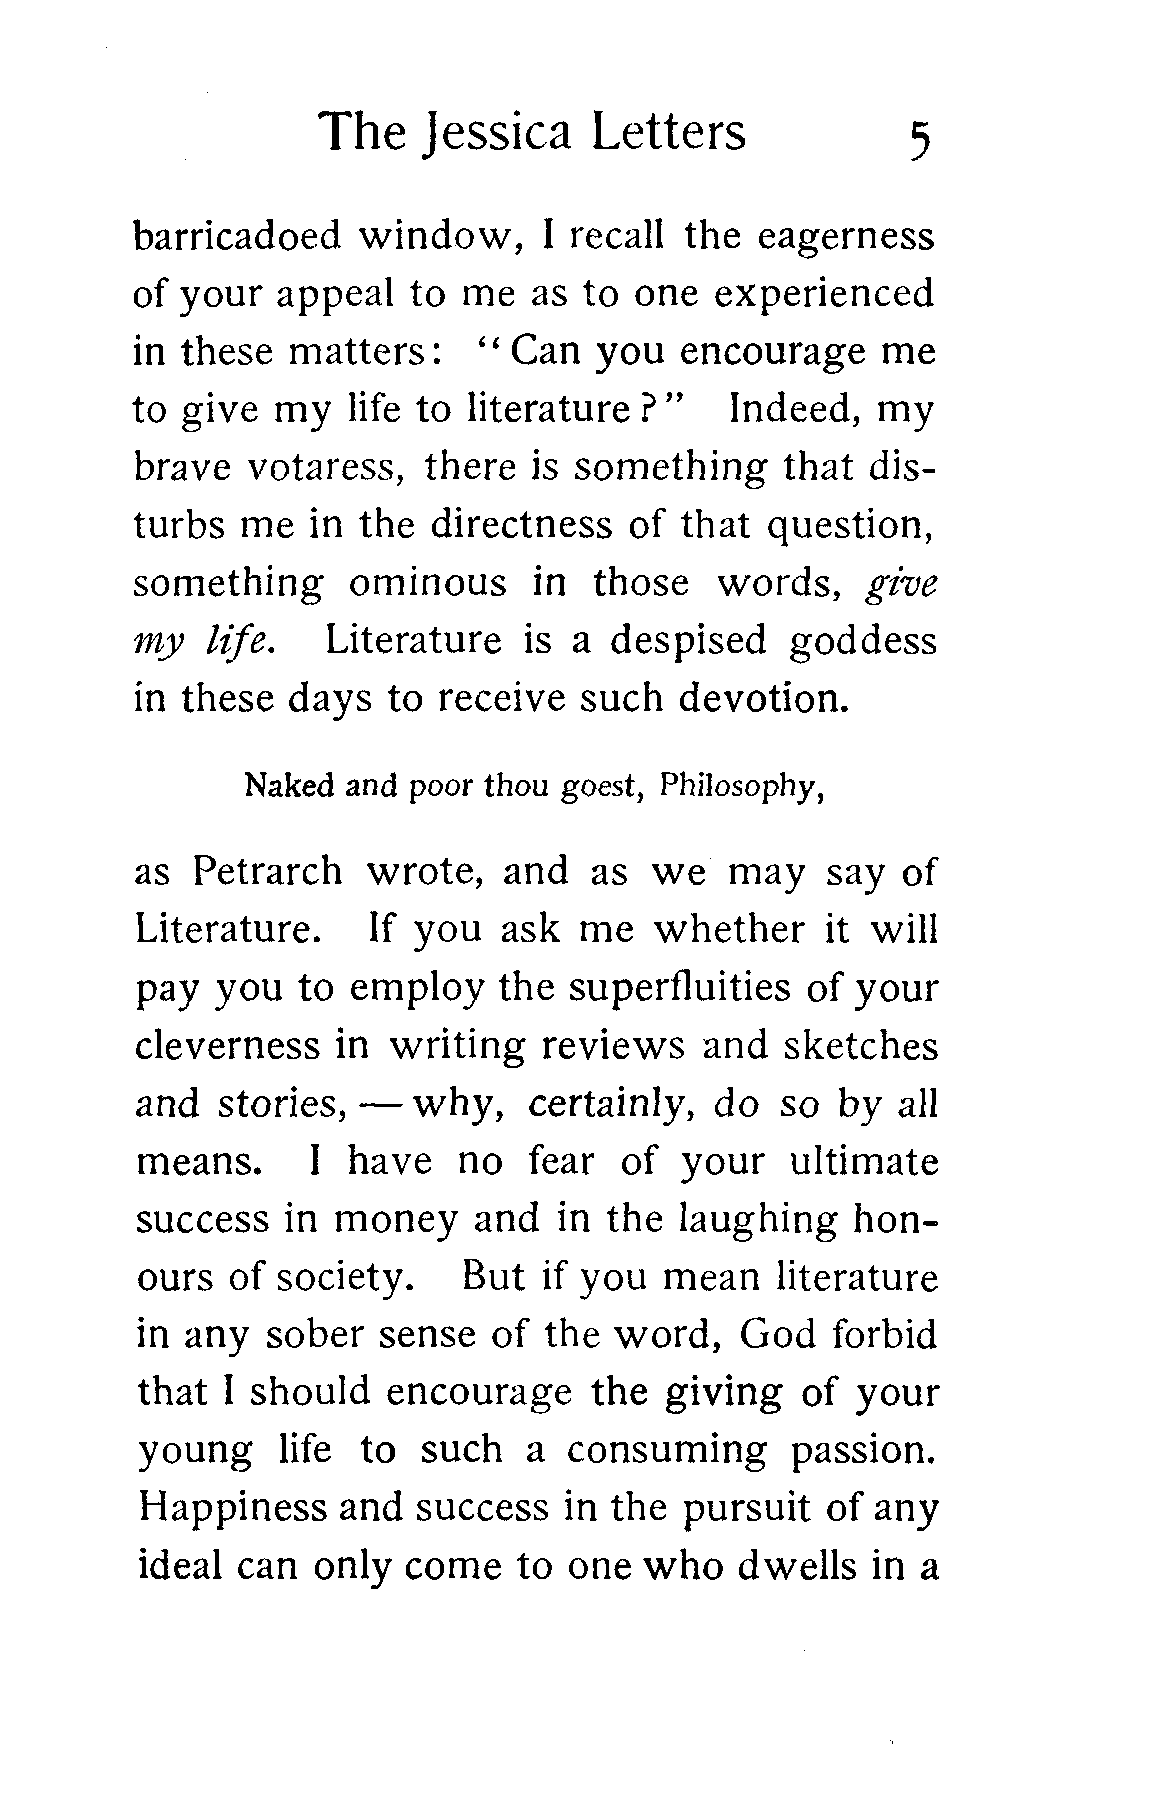 The Jessica Letters 5
barricadoed window, I recall the eagerness
of your appeal to me as to one experienced
in these matters: “Can you encourage me
to give my life to literature?” Indeed, my
brave votaress, there is something that dis-
turbs me in the directness of that question,
something ominous in those words, give
my life. Literature is a despised goddess
in these days to receive such devotion.
Naked and poor thou goest, Philosophy,
as Petrarch wrote, and as we may say of
Literature. If you ask me whether it will
pay you to employ the superfluities of your
cleverness in writing reviews and sketches
and stories, — why, certainly, do so by all
means. I have no fear of your ultimate
success in money and in the laughing hon-
ours of society. But if you mean literature
in any sober sense of the word, God forbid
that I should encourage the giving of your
young life to such a consuming passion.
Happiness and success in the pursuit of any
ideal can only come to one who dwells in a